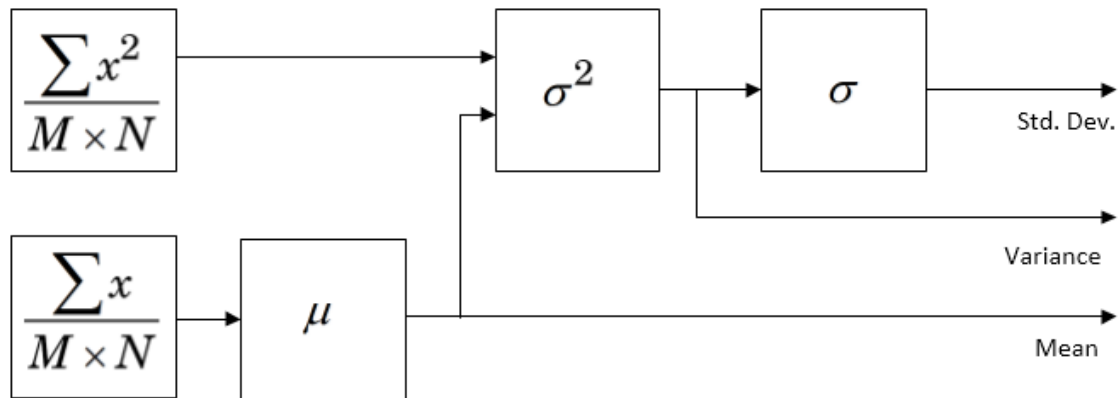 ∑ x²
M × N
σ²
σ
Std. Dev.
Variance
∑ x
M × N
μ
Mean